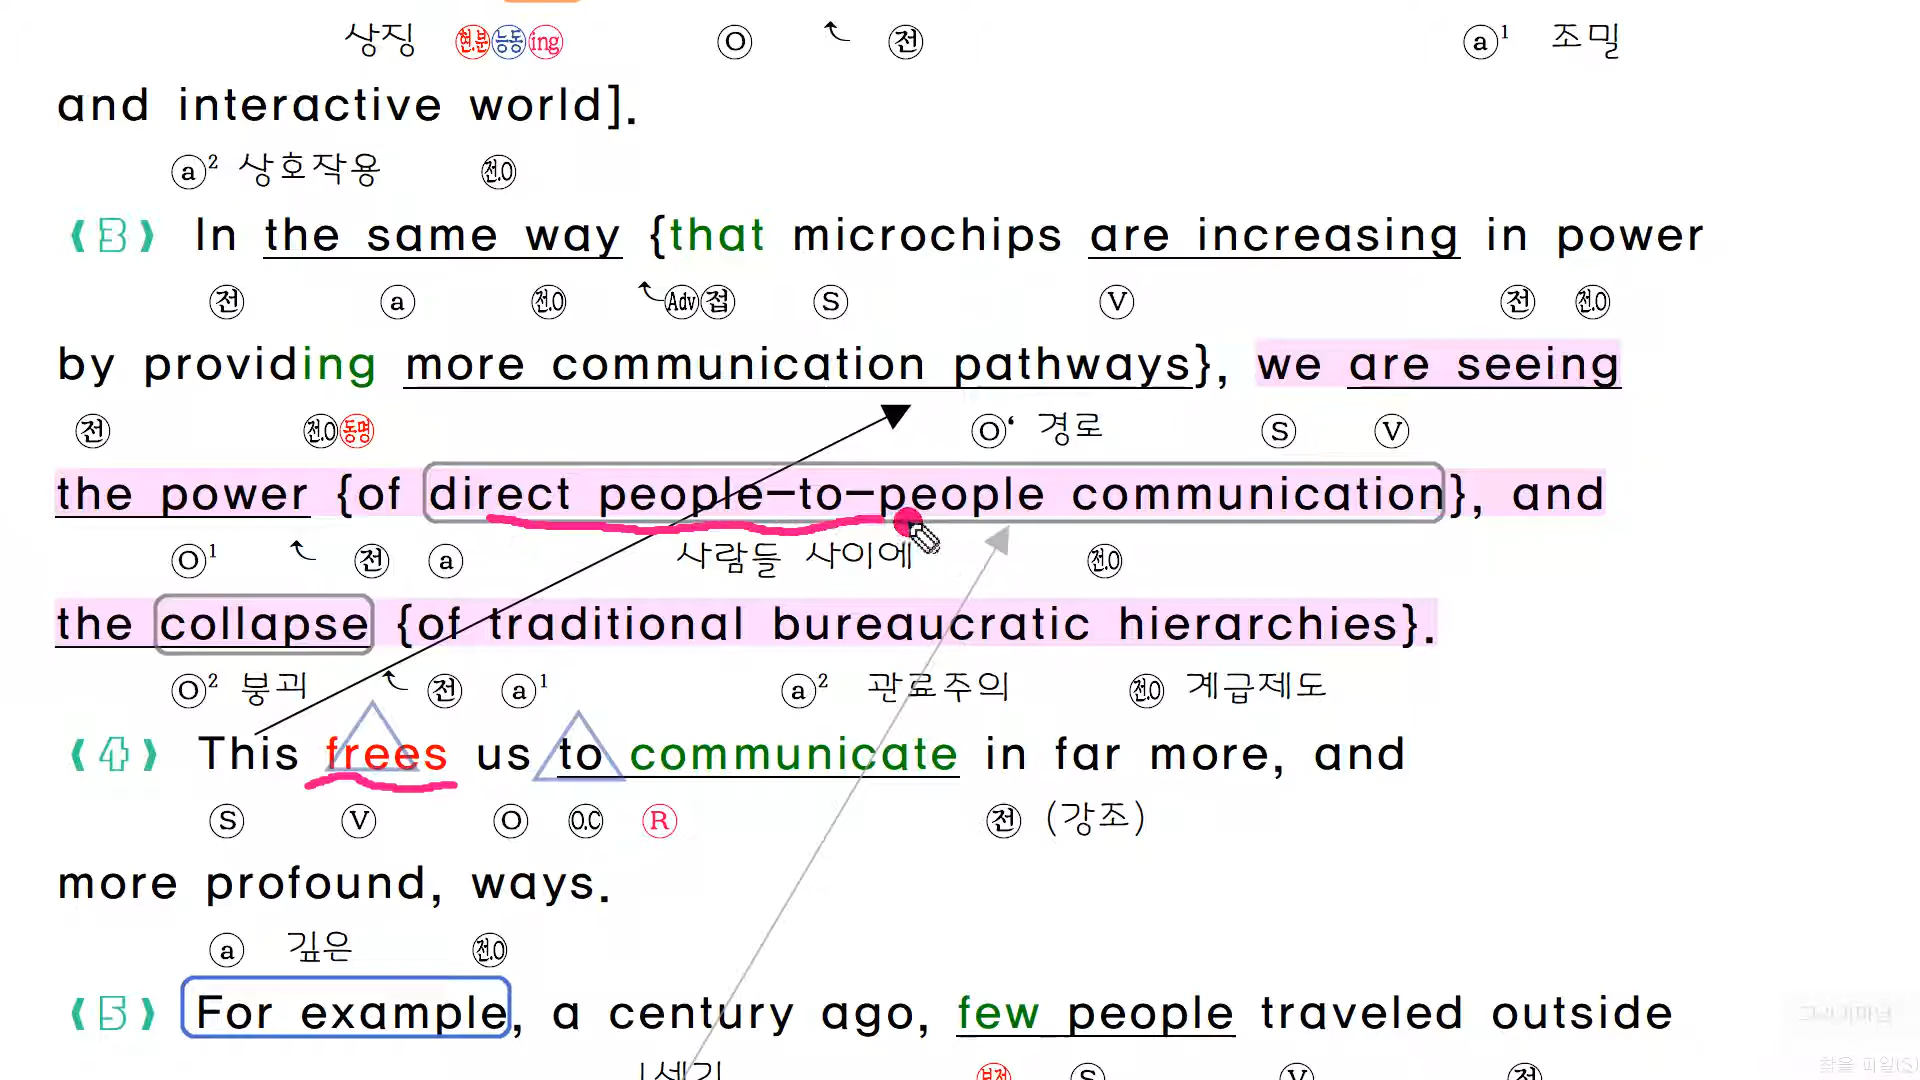 상징 현.분 능동 ing O 전 a1 조밀
and interactive world].
a2 상호작용 전.O
(3) In the same way {that microchips are increasing in power
전 a 전.O Adv 접 S V 전 전.O
by providing more communication pathways}, we are seeing
전 전.O 동명 O‘ 경로 S V
the power {of direct people-to-people communication}, and
O1 전 a 사람들 사이에 전.O
the collapse {of traditional bureaucratic hierarchies}.
O2 붕괴 전 a1 a2 관료주의 전.O 계급제도
(4) This frees us to communicate in far more, and
S V O O.C R 전 (강조)
more profound, ways.
a 깊은 전.O
(5) For example, a century ago, few people traveled outside
1세기 부정 S V 전